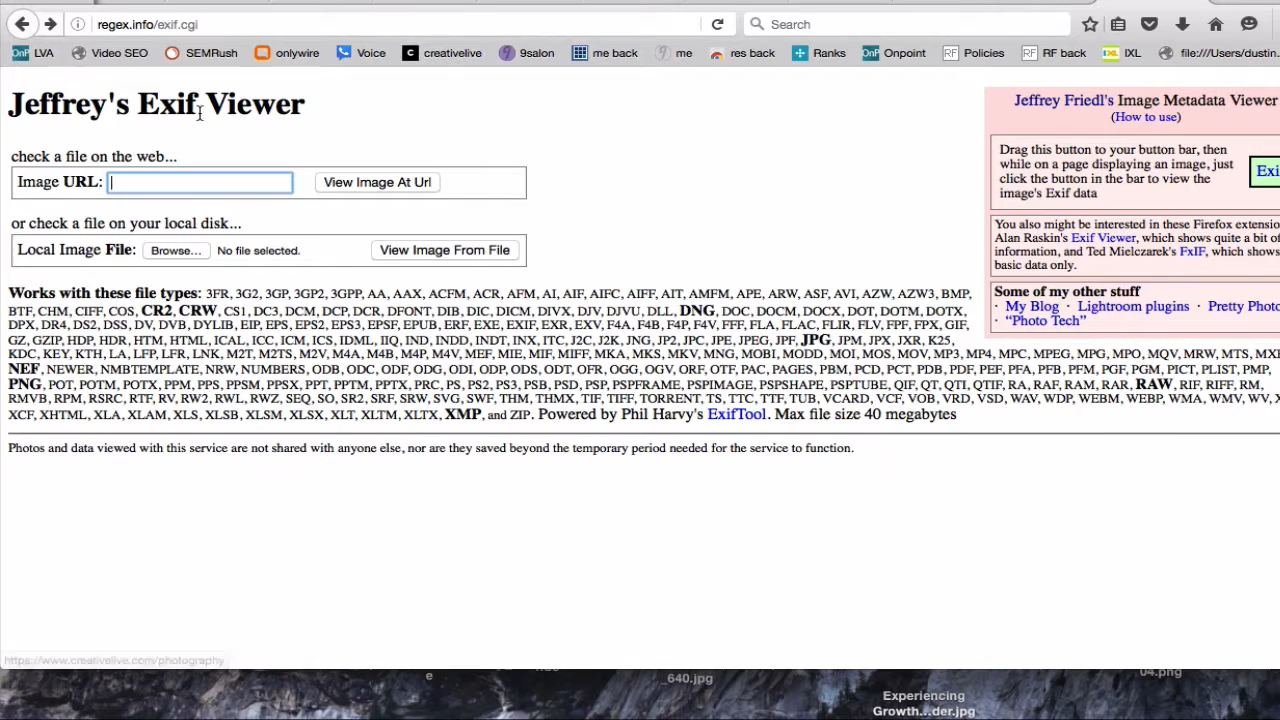 regex.info/exif.cgi
Search
LVA Video SEO SEMRush onlywire Voice creativelive 9salon me back me res back Ranks Onpoint Policies RF back IXL file:///Users/dustin
Jeffrey's Exif Viewer
check a file on the web...
Image URL: View Image At Url
or check a file on your local disk...
Local Image File: Browse... No file selected. View Image From File
Jeffrey Friedl's Image Metadata Viewer
(How to use)
Drag this button to your button bar, then
while on a page displaying an image, just
click the button in the bar to view the
image's Exif data
Exi
You also might be interested in these Firefox extension
Alan Raskin's Exif Viewer, which shows quite a bit of
information, and Ted Mielczarek's FxIF, which shows
basic data only.
Some of my other stuff
· My Blog · Lightroom plugins · Pretty Photo
· “Photo Tech”
Works with these file types: 3FR, 3G2, 3GP, 3GP2, 3GPP, AA, AAX, ACFM, ACR, AFM, AI, AIF, AIFC, AIFF, AIT, AMFM, APE, ARW, ASF, AVI, AZW, AZW3, BMP,
BTF, CHM, CIFF, COS, CR2, CRW, CS1, DC3, DCM, DCP, DCR, DFONT, DIB, DIC, DICM, DIVX, DJV, DJVU, DLL, DNG, DOC, DOCM, DOCX, DOT, DOTM, DOTX,
DPX, DR4, DS2, DSS, DV, DVB, DYLIB, EIP, EPS, EPS2, EPS3, EPSF, EPUB, ERF, EXE, EXIF, EXR, EXV, F4A, F4B, F4P, F4V, FFF, FLA, FLAC, FLIR, FLV, FPF, FPX, GIF,
GZ, GZIP, HDP, HDR, HTM, HTML, ICAL, ICC, ICM, ICS, IDML, IIQ, IND, INDD, INDT, INX, ITC, J2C, J2K, JNG, JP2, JPC, JPE, JPEG, JPF, JPG, JPM, JPX, JXR, K25,
KDC, KEY, KTH, LA, LFP, LFR, LNK, M2T, M2TS, M2V, M4A, M4B, M4P, M4V, MEF, MIE, MIF, MIFF, MKA, MKS, MKV, MNG, MOBI, MODD, MOI, MOS, MOV, MP3, MP4, MPC, MPEG, MPG, MPO, MQV, MRW, MTS, MX
NEF, NEWER, NMBTEMPLATE, NRW, NUMBERS, ODB, ODC, ODF, ODG, ODI, ODP, ODS, ODT, OFR, OGG, OGV, ORF, OTF, PAC, PAGES, PBM, PCD, PCT, PDB, PDF, PEF, PFA, PFB, PFM, PGF, PGM, PICT, PLIST, PMP,
PNG, POT, POTM, POTX, PPM, PPS, PPSM, PPSX, PPT, PPTM, PPTX, PRC, PS, PS2, PS3, PSB, PSD, PSP, PSPFRAME, PSPIMAGE, PSPSHAPE, PSPTUBE, QIF, QT, QTI, QTIF, RA, RAF, RAM, RAR, RAW, RIF, RIFF, RM,
RMVB, RPM, RSRC, RTF, RV, RW2, RWL, RWZ, SEQ, SO, SR2, SRF, SRW, SVG, SWF, THM, THMX, TIF, TIFF, TORRENT, TS, TTC, TTF, TUB, VCARD, VCF, VOB, VRD, VSD, WAV, WDP, WEBM, WEBP, WMA, WMV, WV, X
XCF, XHTML, XLA, XLAM, XLS, XLSB, XLSM, XLSX, XLT, XLTM, XLTX, XMP, and ZIP. Powered by Phil Harvy's ExifTool. Max file size 40 megabytes
Photos and data viewed with this service are not shared with anyone else, nor are they saved beyond the temporary period needed for the service to function.
https://www.creativelive.com/photography
e
_640.jpg
04.png
Experiencing
Growth...der.jpg